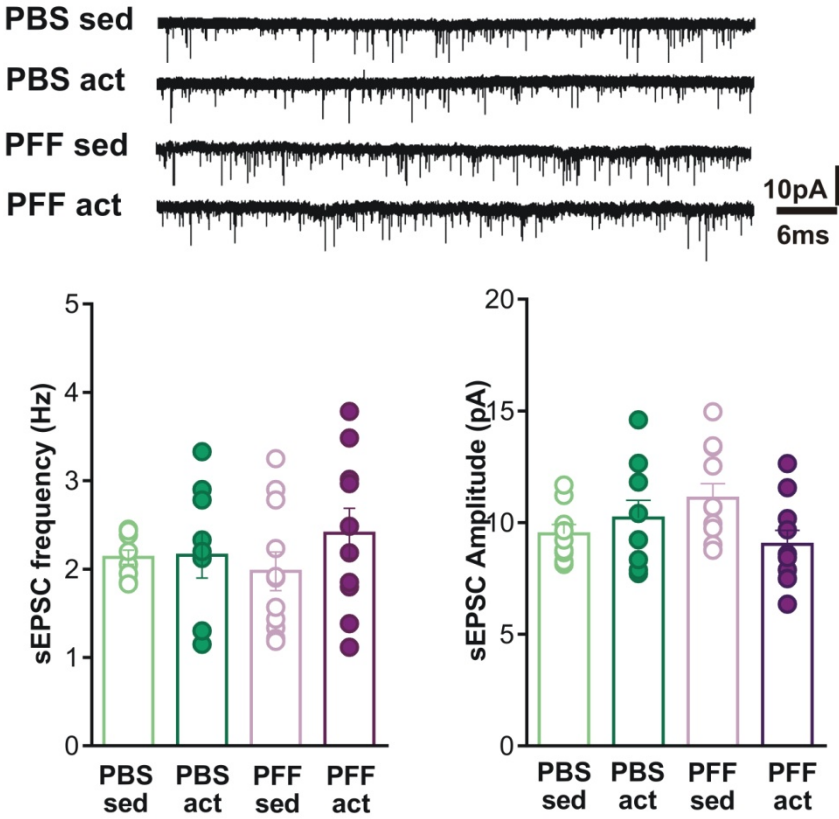 PBS sed
PBS act
PFF sed
PFF act
10pA
6ms
sEPSC frequency (Hz)
5
4
3
2
1
0
PBS sed
PBS act
PFF sed
PFF act
sEPSC Amplitude (pA)
20
15
10
5
0
PBS sed
PBS act
PFF sed
PFF act